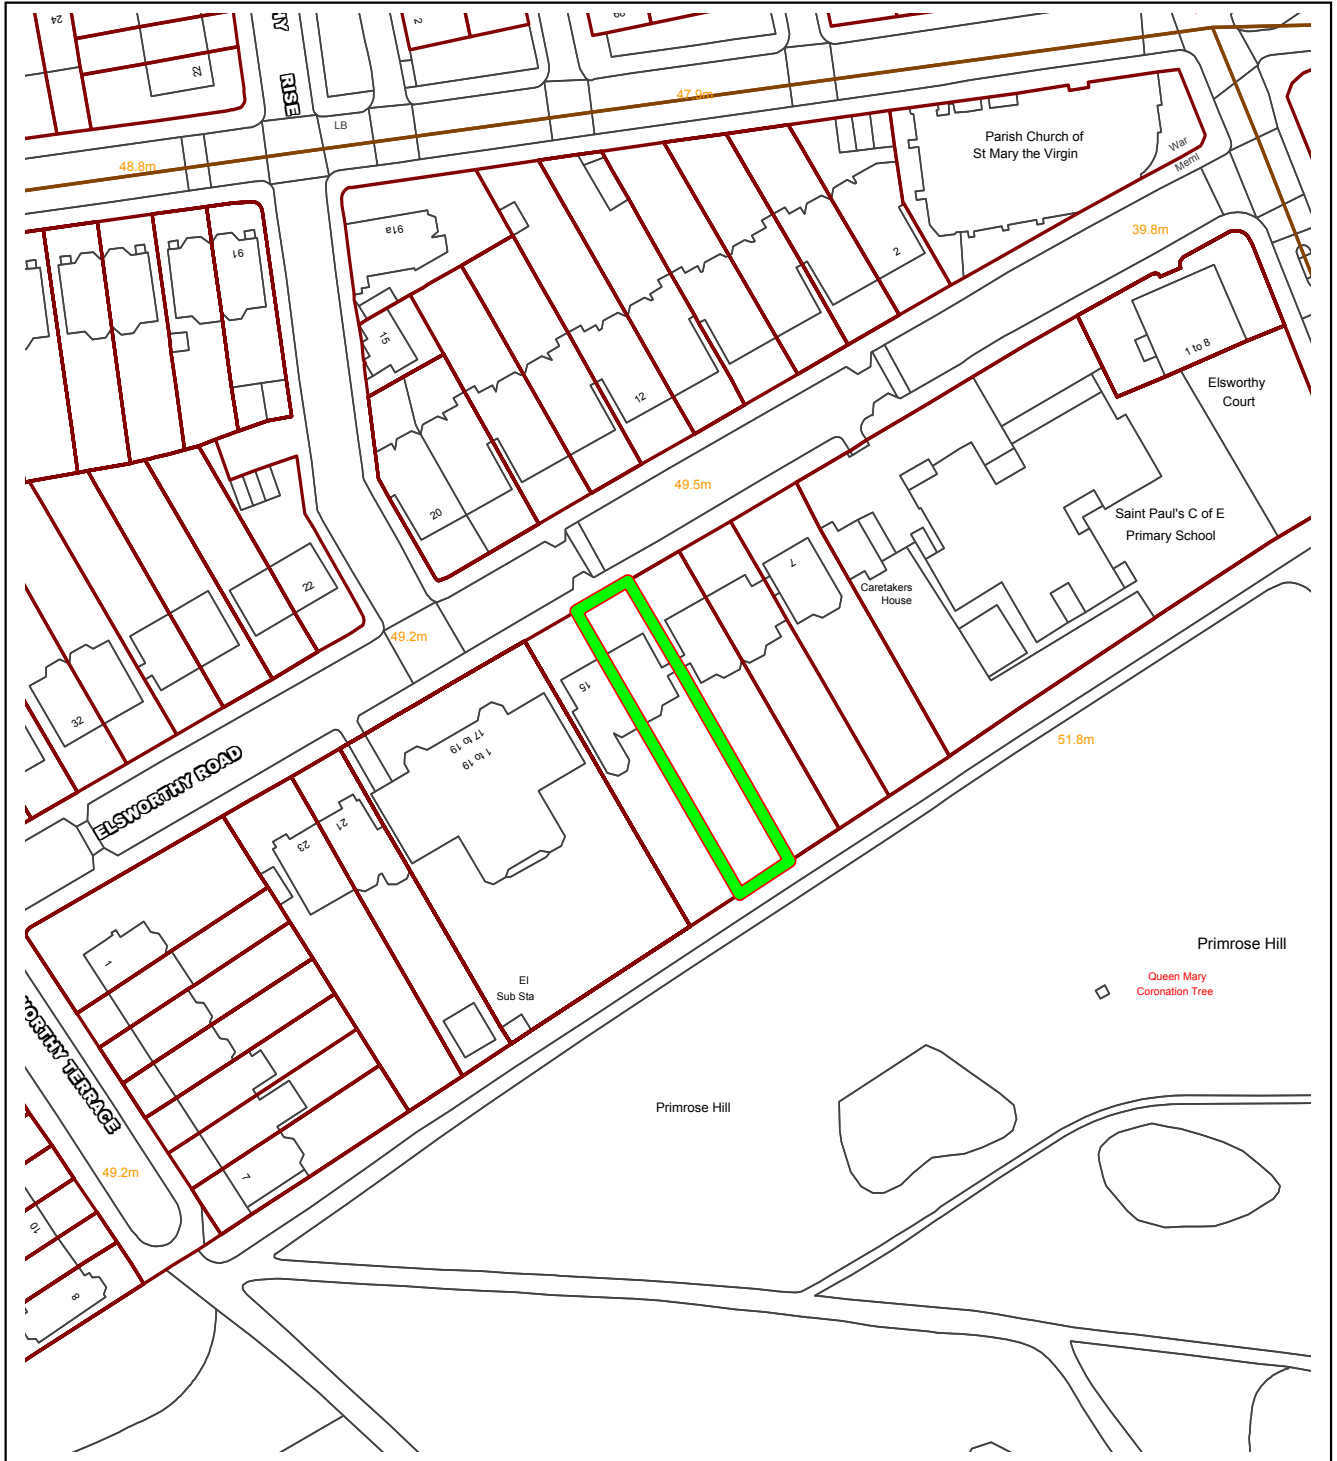 24
22
TY
RISE
2
LB
47.9m
48.8m
Parish Church of
St Mary the Virgin
War
Meml
39.8m
91
91a
2
15
12
1 to 8
Elsworthy
Court
20
49.5m
Saint Paul's C of E
Primary School
7
Caretakers
House
22
49.2m
15
32
17 to 19
1 to 19
51.8m
ELSWORTHY ROAD
21
23
1
Primrose Hill
El
Sub Sta
Queen Mary
Coronation Tree
WORTHY TERRACE
Primrose Hill
49.2m
7
10
8